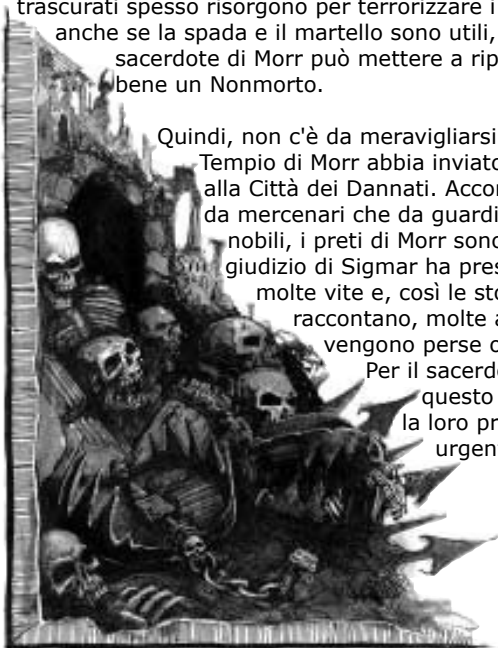 trascurati spesso risorgono per terrorizzare i
anche se la spada e il martello sono utili,
sacerdote di Morr può mettere a rip
bene un Nonmorto.
Quindi, non c'è da meravigliarsi
Tempio di Morr abbia inviato
alla Città dei Dannati. Acco
da mercenari che da guardi
nobili, i preti di Morr sono
giudizio di Sigmar ha pres
molte vite e, così le sto
raccontano, molte a
vengono perse
Per il sacerd
questo
la loro pr
urgen